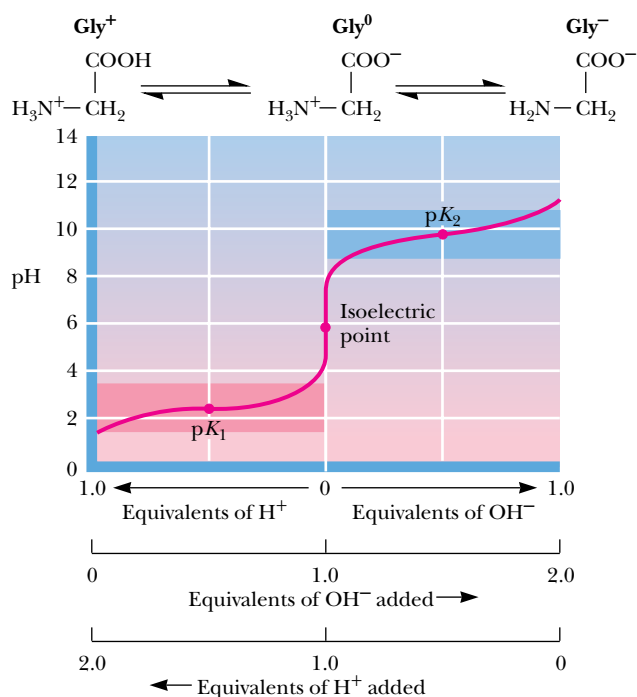 Gly+ Gly0 Gly−
COOH COO− COO−
H3N+—CH2 H3N+—CH2 H2N—CH2
14
12
pK2
10
pH 8
Isoelectric
6 point
4
2
pK1
0
1.0 0 1.0
Equivalents of H+ Equivalents of OH−
0 1.0 2.0
Equivalents of OH− added
2.0 1.0 0
Equivalents of H+ added